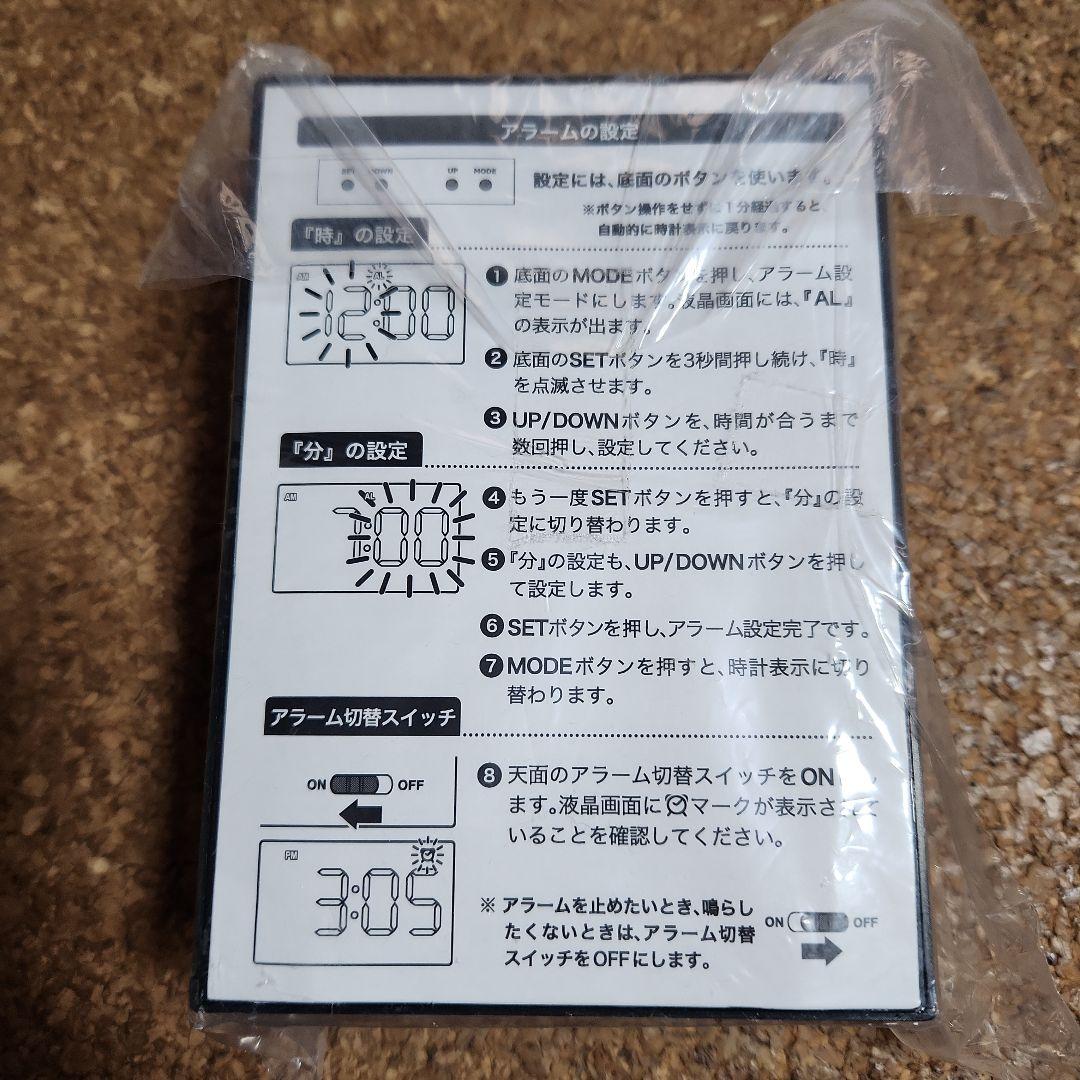 アラームの設定
SET DOWN UP MODE
設定には、底面のボタンを使います。
※ボタン操作をせずに1分経過すると、
自動的に時計表示に戻ります。
『時』の設定
AM AL
12:00
❶ 底面のMODEボタンを押し、アラーム設
定モードにします。液晶画面には、『AL』
の表示が出ます。
❷ 底面のSETボタンを3秒間押し続け、『時』
を点滅させます。
❸ UP/DOWNボタンを、時間が合うまで
数回押し、設定してください。
『分』の設定
AM AL
7:00
❹ もう一度SETボタンを押すと、『分』の設
定に切り替わります。
❺ 『分』の設定も、UP/DOWNボタンを押し
て設定します。
❻ SETボタンを押し、アラーム設定完了です。
❼ MODEボタンを押すと、時計表示に切り
替わります。
アラーム切替スイッチ
ON OFF
PM
3:05
❽ 天面のアラーム切替スイッチをONにし
ます。液晶画面に⏰マークが表示されて
いることを確認してください。
※ アラームを止めたいとき、鳴らし
たくないときは、アラーム切替
スイッチをOFFにします。
ON OFF